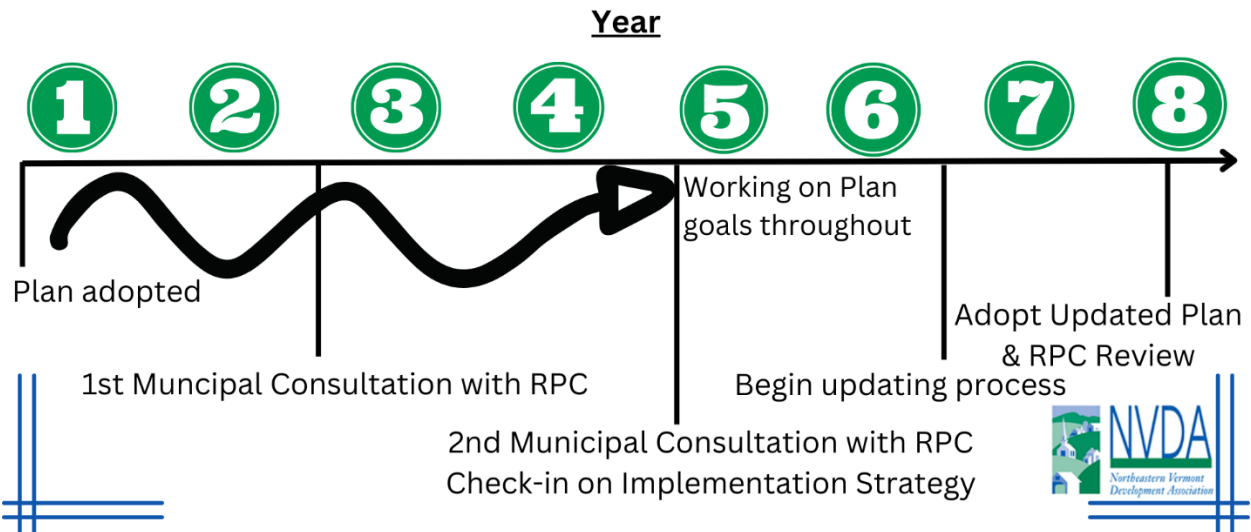 Year
1 2 3 4 5 6 7 8
Working on Plan
goals throughout
Plan adopted
Adopt Updated Plan
& RPC Review
1st Muncipal Consultation with RPC
Begin updating process
2nd Municipal Consultation with RPC
Check-in on Implementation Strategy
NVDA
Northeastern Vermont
Development Association